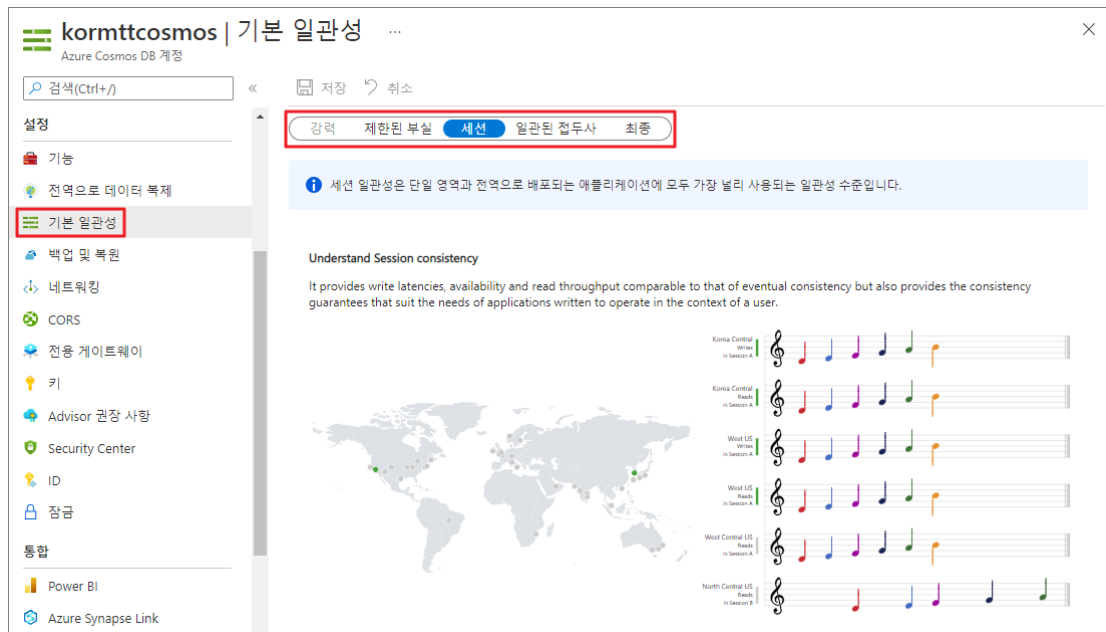 kormttcosmos | 기본 일관성 ...
Azure Cosmos DB 계정
검색(Ctrl+/)
«
저장 취소
설정
기능
전역으로 데이터 복제
기본 일관성
백업 및 복원
네트워킹
CORS
전용 게이트웨이
키
Advisor 권장 사항
Security Center
ID
잠금
통합
Power BI
Azure Synapse Link
강력 제한된 부실 세션 일관된 접두사 최종
세션 일관성은 단일 영역과 전역으로 배포되는 애플리케이션에 모두 가장 널리 사용되는 일관성 수준입니다.
Understand Session consistency
It provides write latencies, availability and read throughput comparable to that of eventual consistency but also provides the consistency
guarantees that suit the needs of applications written to operate in the context of a user.
Korea Central
Writes
in Session A
Korea Central
Reads
in Session A
West US
Writes
in Session A
West US
Reads
in Session A
West Central US
Reads
in Session A
North Central US
Reads
in Session B